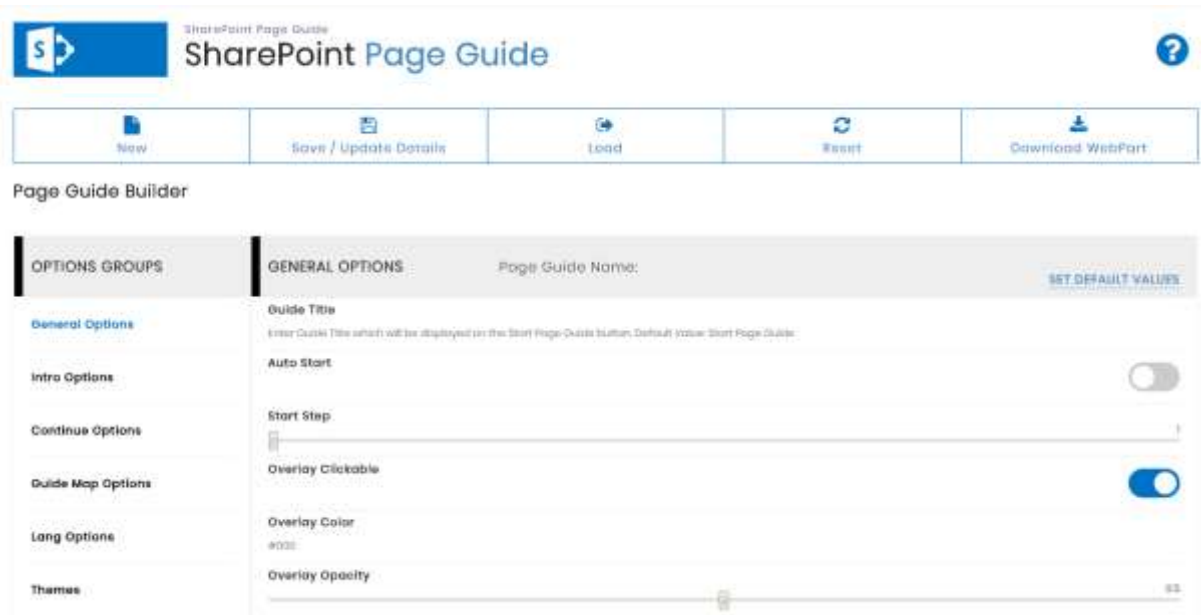 SharePoint Page Guide
SharePoint Page Guide
New
Save / Update Details
Load
Reset
Download WebPart
Page Guide Builder
OPTIONS GROUPS
GENERAL OPTIONS
Page Guide Name:
SET DEFAULT VALUES
General Options
Guide Title
Enter Guide Title which will be displayed on the Start Page Guide button. Default Value: Start Page Guide
Intro Options
Auto Start
Continue Options
Start Step
1
Guide Map Options
Overlay Clickable
Lang Options
Overlay Color
#000
Themes
Overlay Opacity